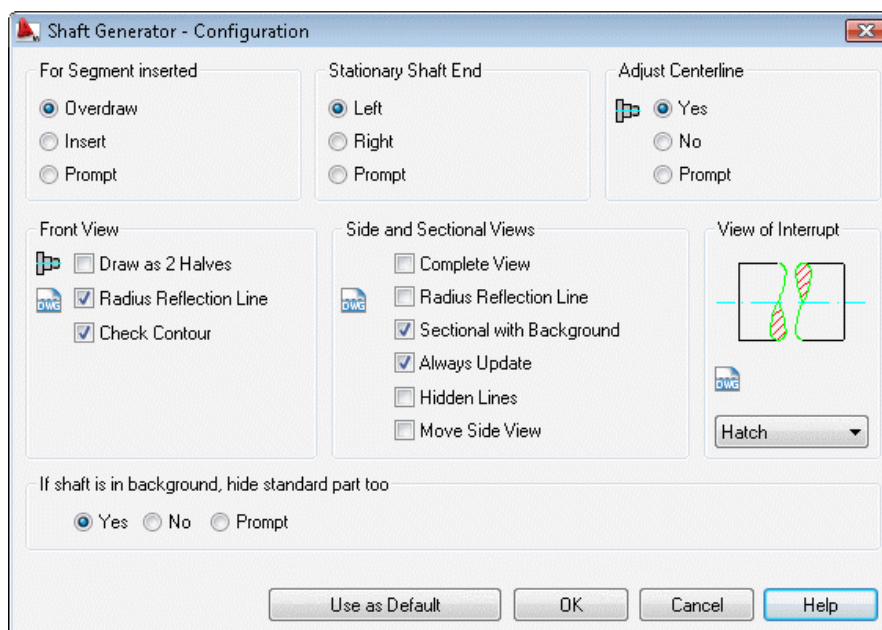 Shaft Generator - Configuration
For Segment inserted
Overdraw
Insert
Prompt
Stationary Shaft End
Left
Right
Prompt
Adjust Centerline
Yes
No
Prompt
Front View
Draw as 2 Halves
DWG Radius Reflection Line
Check Contour
Side and Sectional Views
Complete View
DWG Radius Reflection Line
Sectional with Background
Always Update
Hidden Lines
Move Side View
View of Interrupt
DWG
Hatch
If shaft is in background, hide standard part too
Yes No Prompt
Use as Default OK Cancel Help